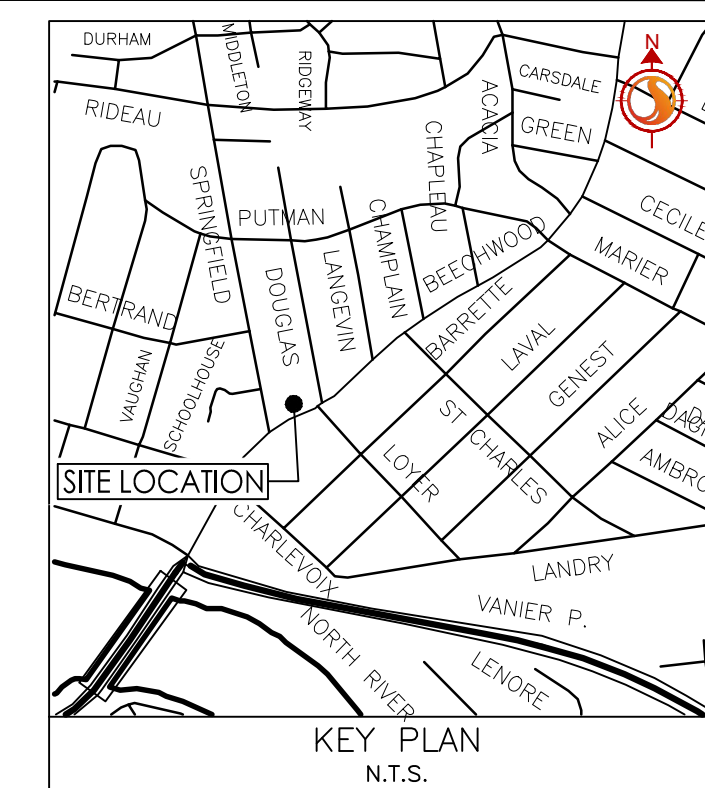 DURHAM
MIDDLETON
RIDGEWAY
N
CARSDALE
ACACIA
RIDEAU
GREEN
CHAPLEAU
SPRINGFIELD
PUTMAN
CHAMPLAIN
CECILE
BEECHWOOD
MARIER
LANGEVIN
DOUGLAS
BERTRAND
BARRETTE
LAVAL
VAUGHAN
SCHOOLHOUSE
GENEST
ST CHARLES
ALICE
LOYER
AMBRO
SITE LOCATION
CHARLEVOIX
LANDRY
VANIER P.
NORTH RIVER
LENORE
KEY PLAN
N.T.S.